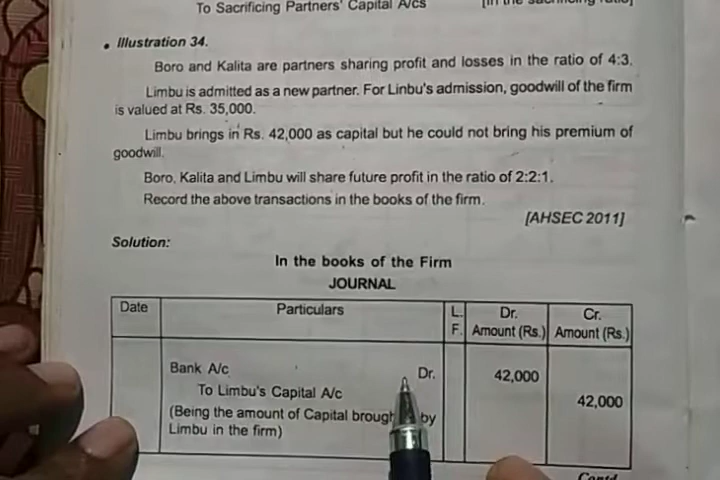 To Sacrificing Partners' Capital A/cs [In the sacrificing ratio]
• Illustration 34.
Boro and Kalita are partners sharing profit and losses in the ratio of 4:3.
Limbu is admitted as a new partner. For Linbu's admission, goodwill of the firm
is valued at Rs. 35,000.
Limbu brings in Rs. 42,000 as capital but he could not bring his premium of
goodwill.
Boro, Kalita and Limbu will share future profit in the ratio of 2:2:1.
Record the above transactions in the books of the firm.
[AHSEC 2011]
Solution:
In the books of the Firm
JOURNAL
Date Particulars L. Dr. Cr.
F. Amount (Rs.) Amount (Rs.)
Bank A/c Dr. 42,000
To Limbu's Capital A/c 42,000
(Being the amount of Capital brough by
Limbu in the firm)
Contd